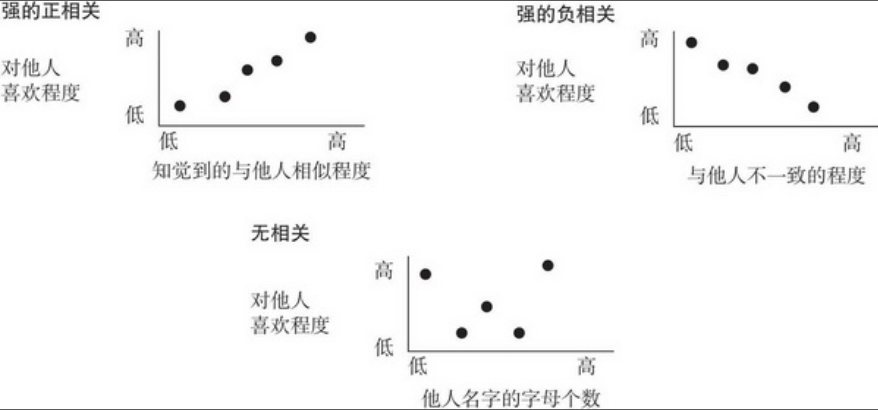 强的正相关
高
对他人
喜欢程度
低
低
高
知觉到的与他人相似程度
强的负相关
高
对他人
喜欢程度
低
低
高
与他人不一致的程度
无相关
高
对他人
喜欢程度
低
低
高
他人名字的字母个数